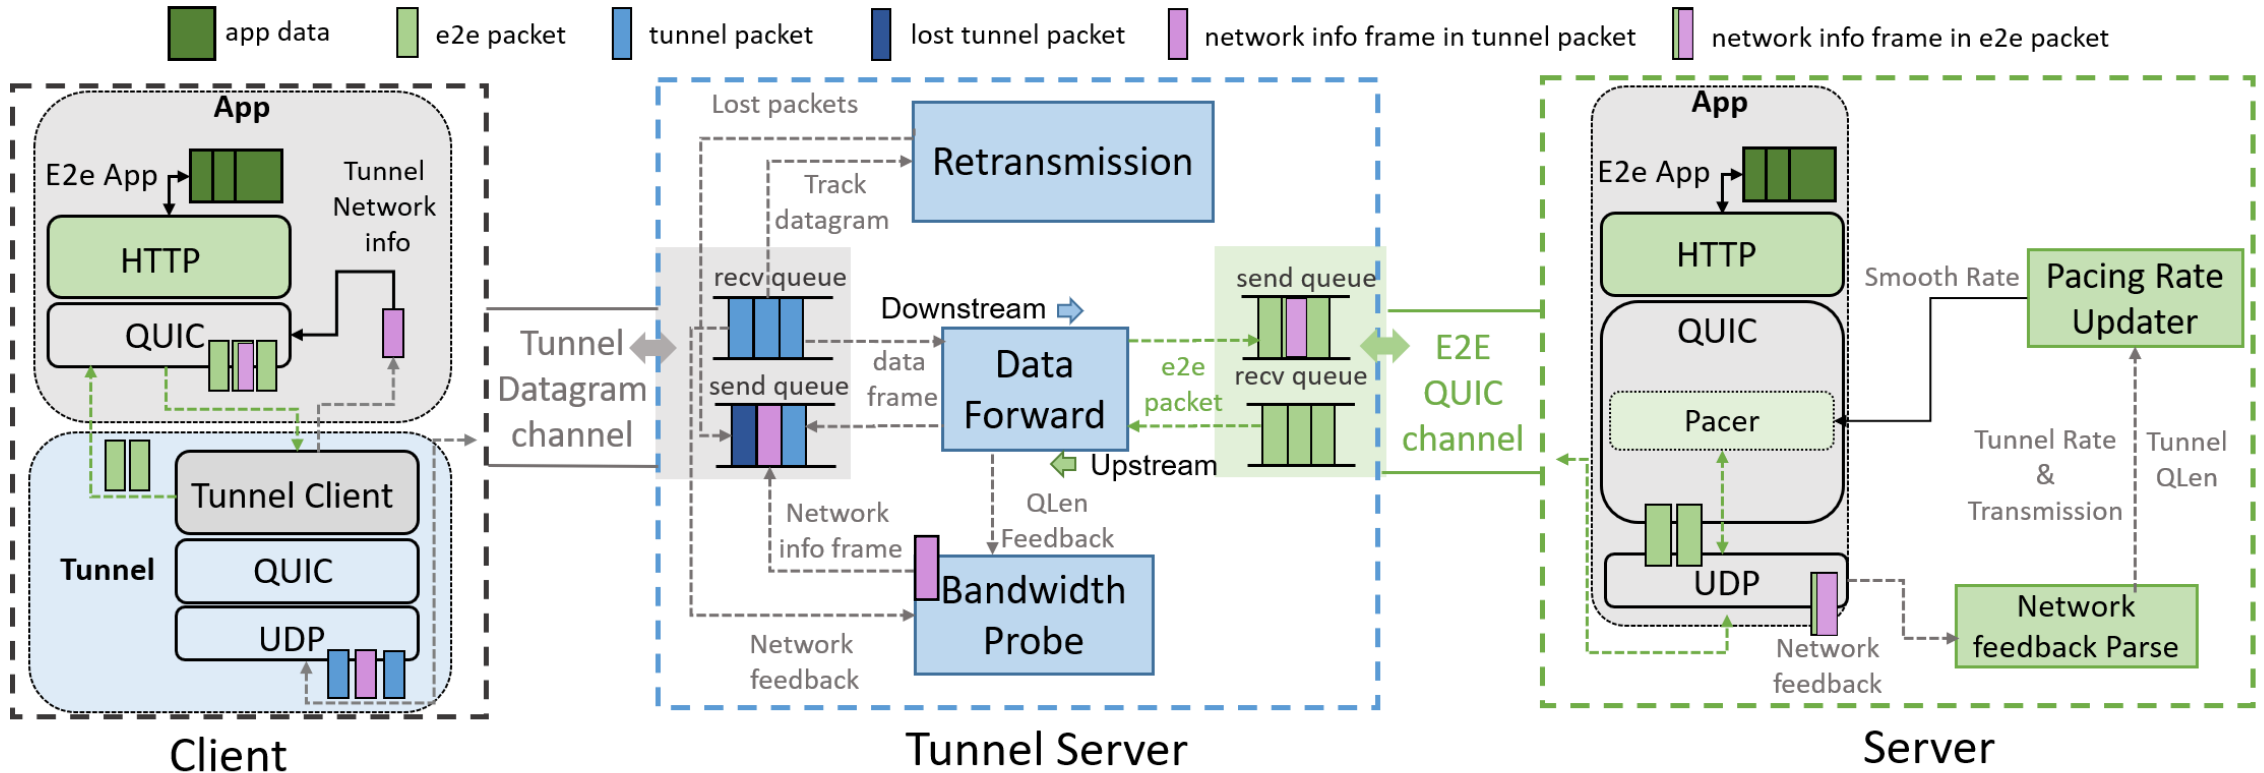 app data
e2e packet
tunnel packet
lost tunnel packet
network info frame in tunnel packet
network info frame in e2e packet
App
E2e App
Tunnel
Network
info
HTTP
QUIC
Tunnel Client
Tunnel
QUIC
UDP
Client
Tunnel
Datagram
channel
Lost packets
Retransmission
Track
datagram
recv queue
send queue
Downstream
data
frame
Data
Forward
e2e
packet
send queue
recv queue
Upstream
QLen
Feedback
Network
info frame
Bandwidth
Probe
Network
feedback
Tunnel Server
E2E
QUIC
channel
App
E2e App
HTTP
QUIC
Pacer
UDP
Smooth Rate
Pacing Rate
Updater
Tunnel Rate
&
Transmission
Tunnel
QLen
Network
feedback Parse
Network
feedback
Server